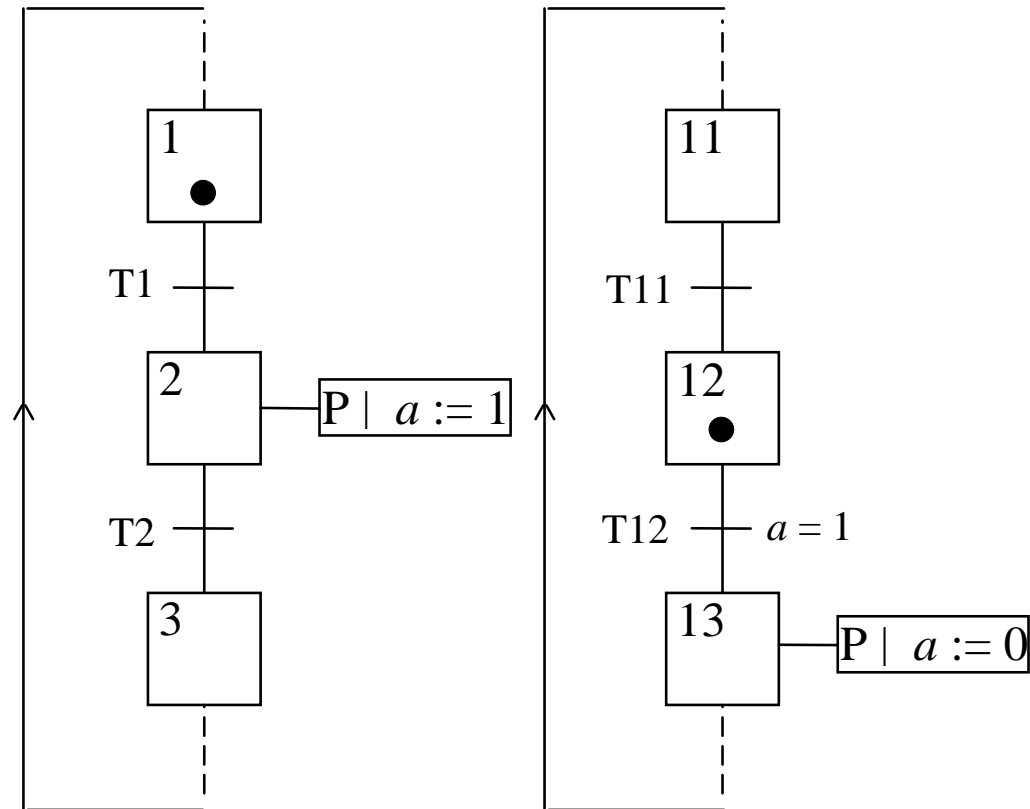 1
T1
2
P | a := 1
T2
3
11
T11
12
T12
a = 1
13
P | a := 0